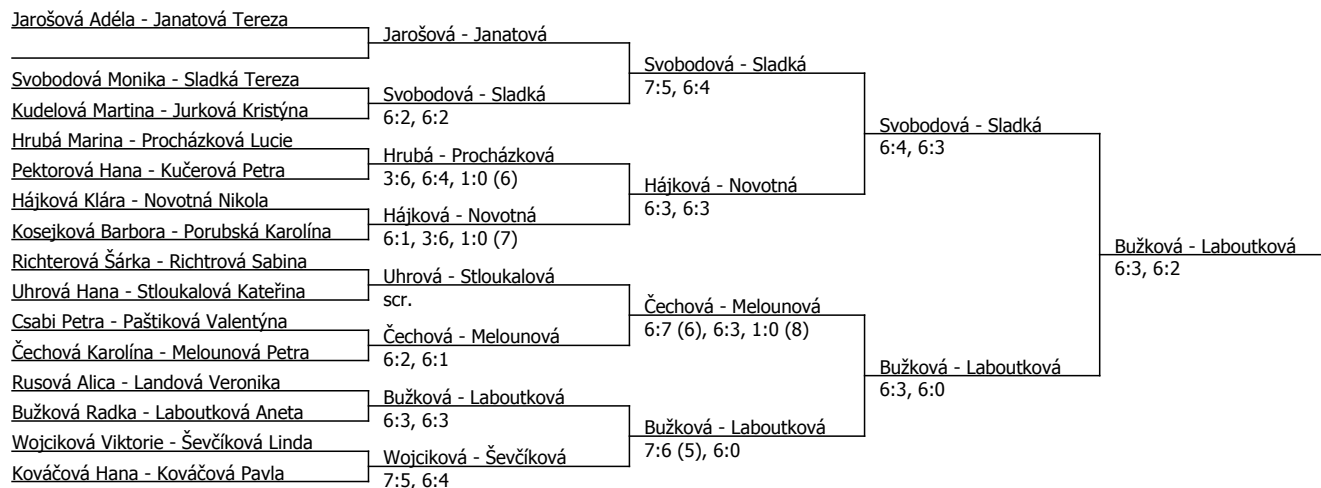 Jarošová Adéla - Janatová Tereza
Svobodová Monika - Sladká Tereza
Kudelová Martina - Jurková Kristýna
Hrubá Marina - Procházková Lucie
Pektorová Hana - Kučerová Petra
Hájková Klára - Novotná Nikola
Kosejková Barbora - Porubská Karolína
Richterová Šárka - Richtrová Sabina
Uhrová Hana - Stloukalová Kateřina
Csabi Petra - Paštiková Valentýna
Čechová Karolína - Melounová Petra
Rusová Alica - Landová Veronika
Bužková Radka - Laboutková Aneta
Wojciková Viktorie - Ševčíková Linda
Kováčová Hana - Kováčová Pavla
Jarošová - Janatová
Svobodová - Sladká
6:2, 6:2
Hrubá - Procházková
3:6, 6:4, 1:0 (6)
Hájková - Novotná
6:1, 3:6, 1:0 (7)
Uhrová - Stloukalová
scr.
Čechová - Melounová
6:2, 6:1
Bužková - Laboutková
6:3, 6:3
Wojciková - Ševčíková
7:5, 6:4
Svobodová - Sladká
7:5, 6:4
Hájková - Novotná
6:3, 6:3
Čechová - Melounová
6:7 (6), 6:3, 1:0 (8)
Bužková - Laboutková
7:6 (5), 6:0
Svobodová - Sladká
6:4, 6:3
Bužková - Laboutková
6:3, 6:0
Bužková - Laboutková
6:3, 6:2